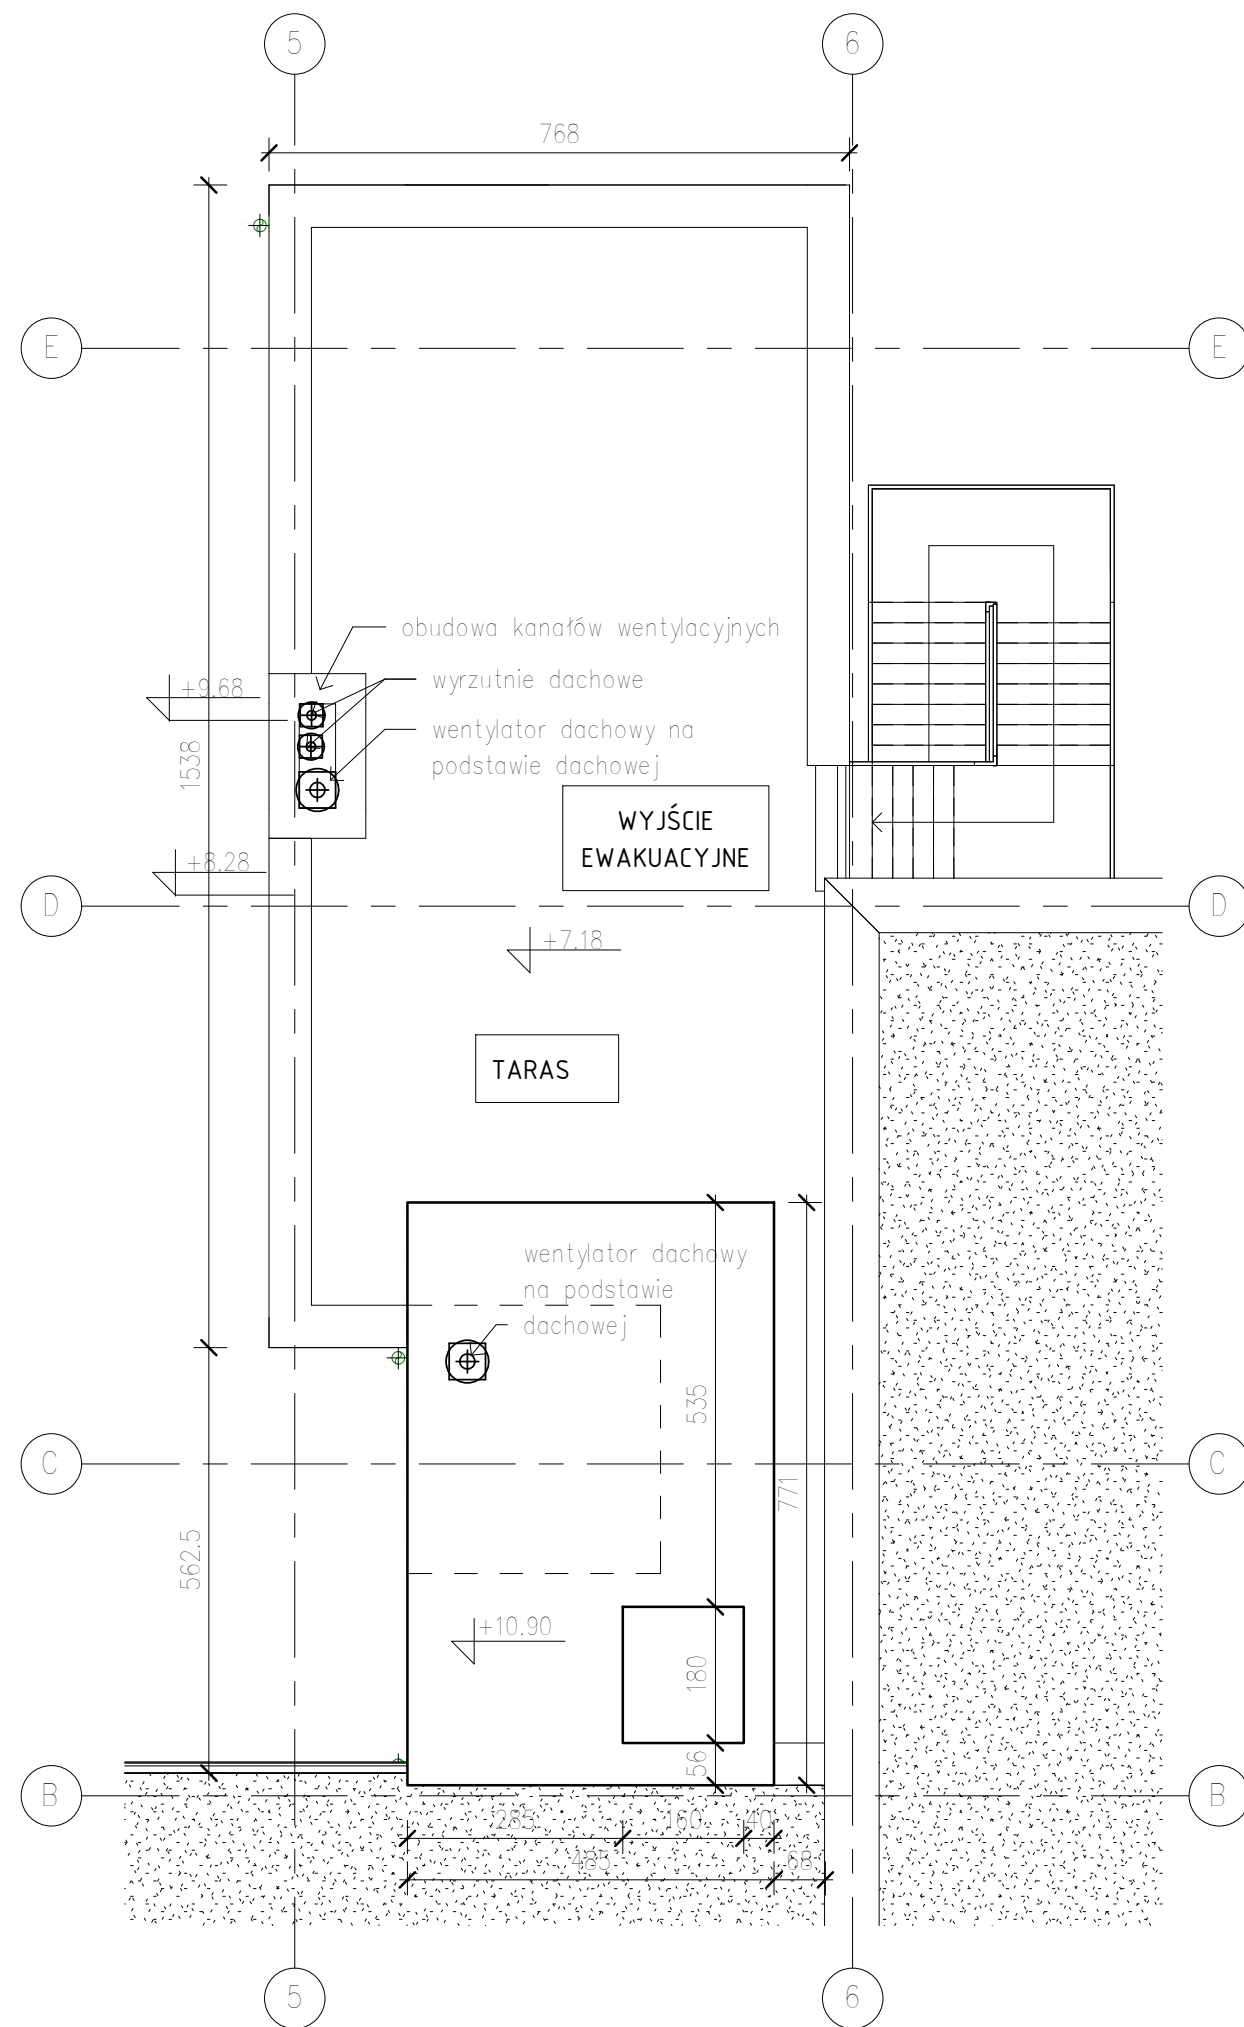 5
6
768
E
E
obudowa kanałów wentylacyjnych
+9.68
wyrzutnie dachowe
wentylator dachowy na
podstawie dachowej
1538
WYJŚCIE
EWAKUACYJNE
+8.28
D
D
+7.18
TARAS
wentylator dachowy
na podstawie
dachowej
535
C
C
771
562.5
+10.90
180
56
B
B
285
160
40
485
68
5
6